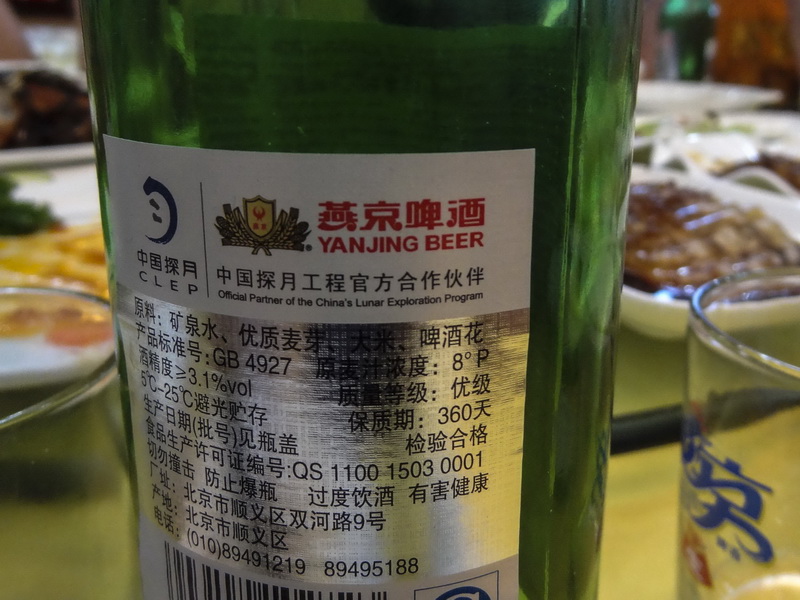 中国探月
CLEP
燕京啤酒
YANJING BEER
中国探月工程官方合作伙伴
Official Partner of the China's Lunar Exploration Program
原料：矿泉水、优质麦芽、大米、啤酒花
产品标准号：GB 4927 原麦汁浓度：8°P
酒精度≥3.1%vol 质量等级：优级
5℃-25℃避光贮存 保质期：360天
生产日期(批号)见瓶盖 检验合格
食品生产许可证编号：QS 1100 1503 0001
切勿撞击 防止爆瓶 过度饮酒 有害健康
厂址：北京市顺义区双河路9号
产地：北京市顺义区
电话：(010)89491219 89495188